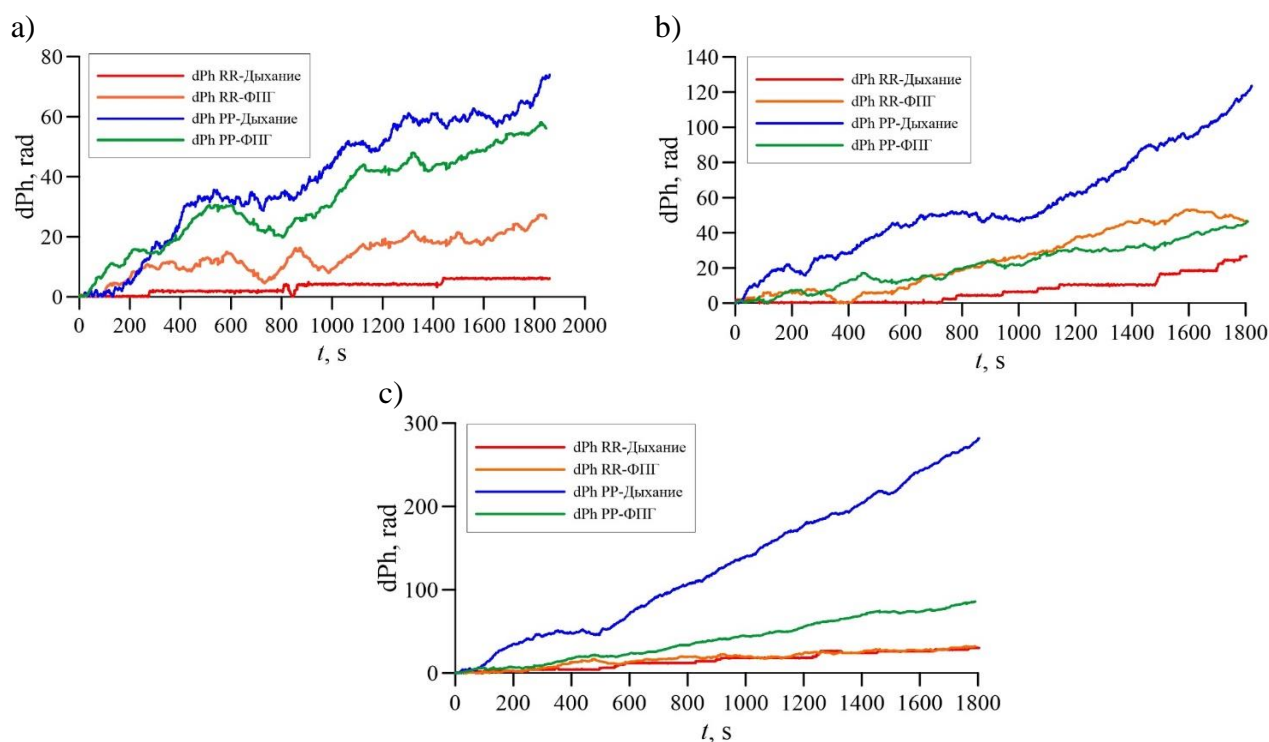 a)
dPh, rad
80
60
40
20
0
dPh RR-Дыхание
dPh RR-ФПГ
dPh PP-Дыхание
dPh PP-ФПГ
0 200 400 600 800 1000 1200 1400 1600 1800 2000
t, s
b)
dPh, rad
140
120
100
80
60
40
20
0
dPh RR-Дыхание
dPh RR-ФПГ
dPh PP-Дыхание
dPh PP-ФПГ
0 200 400 600 800 1000 1200 1400 1600 1800
t, s
c)
dPh, rad
300
200
100
0
dPh RR-Дыхание
dPh RR-ФПГ
dPh PP-Дыхание
dPh PP-ФПГ
0 200 400 600 800 1000 1200 1400 1600 1800
t, s